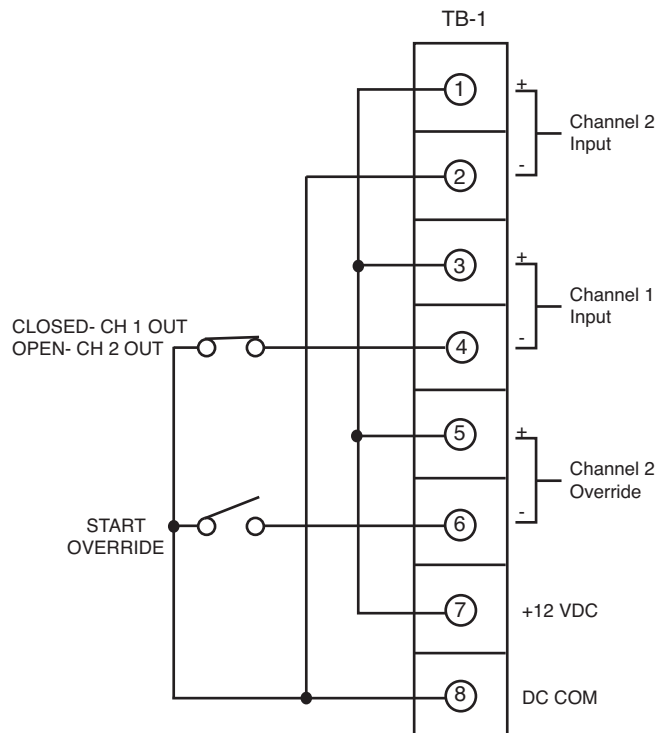 TB-1
1
+
Channel 2
Input
-
2
3
+
Channel 1
Input
-
CLOSED- CH 1 OUT
OPEN- CH 2 OUT
4
5
+
Channel 2
Override
-
START
OVERRIDE
6
7
+12 VDC
8
DC COM